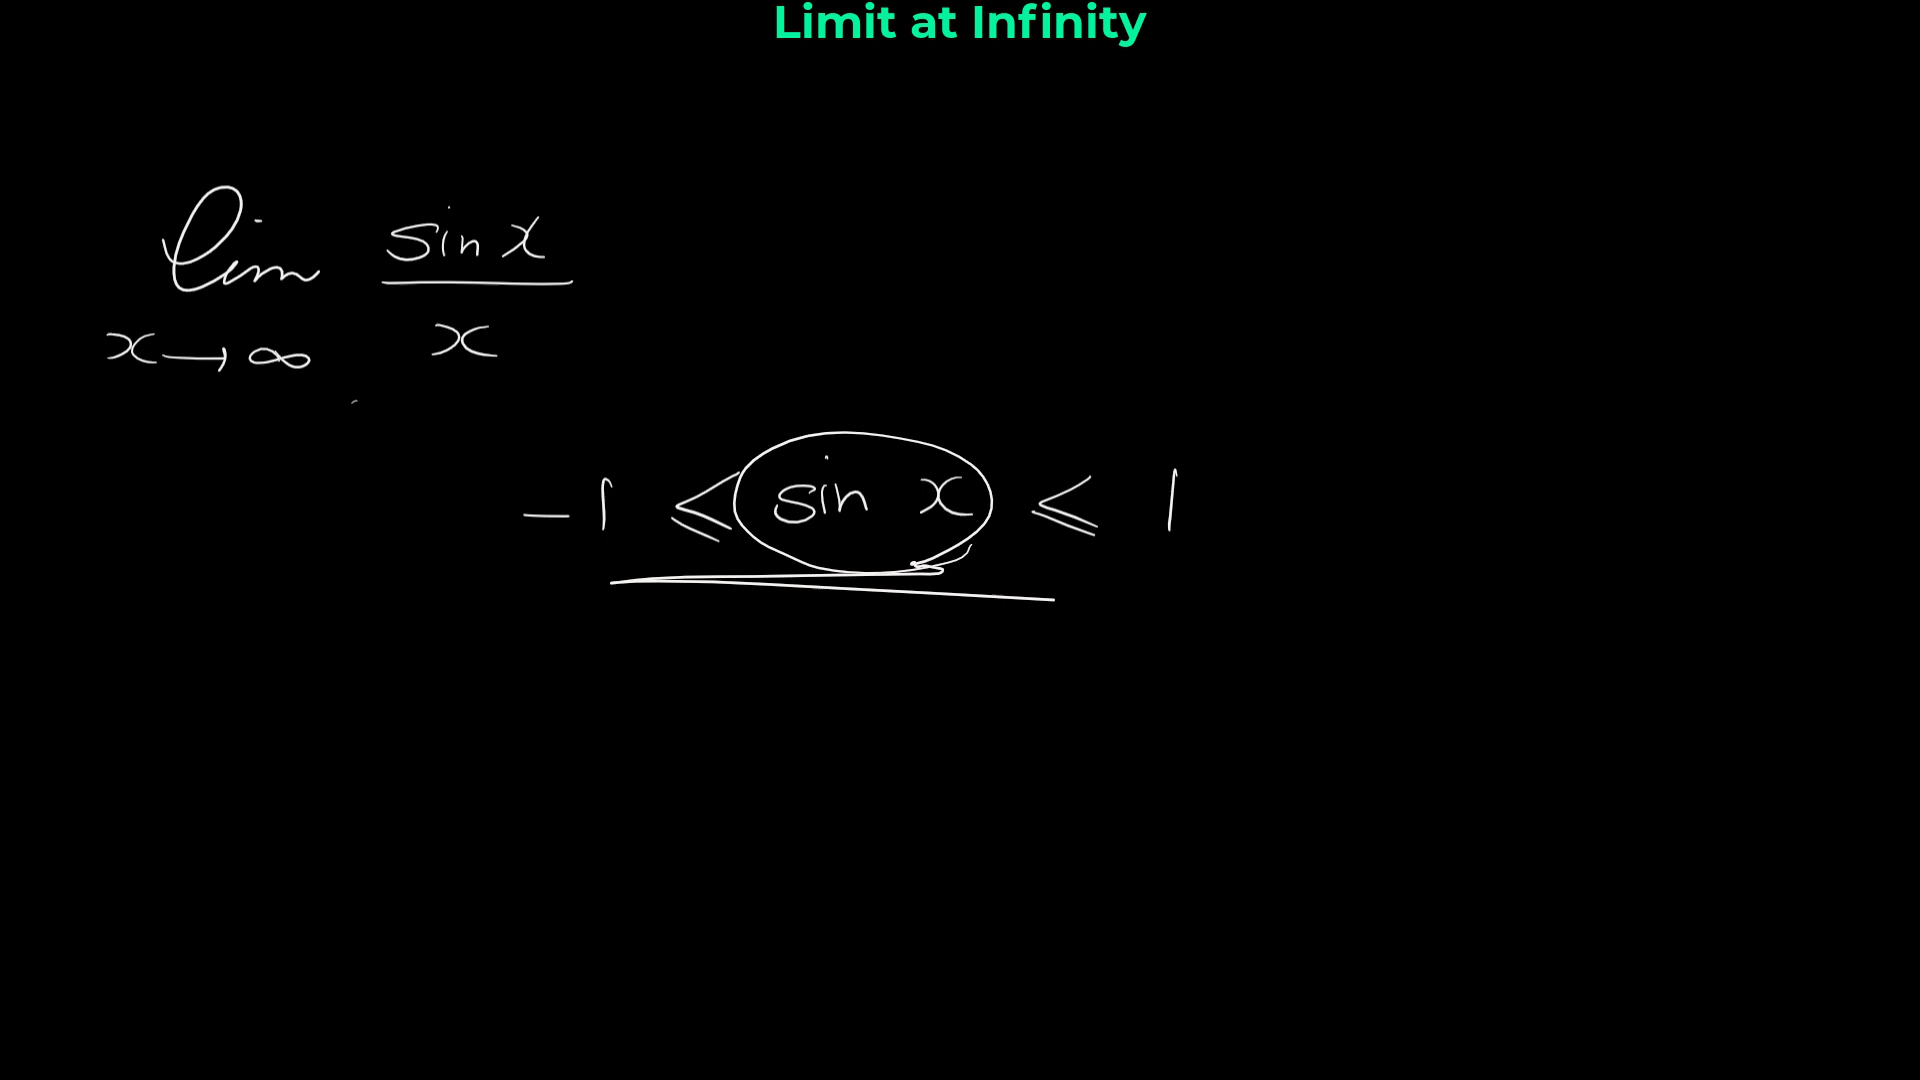 Limit at Infinity
lim sin x / x
x → ∞
-1 ≤ sin x ≤ 1